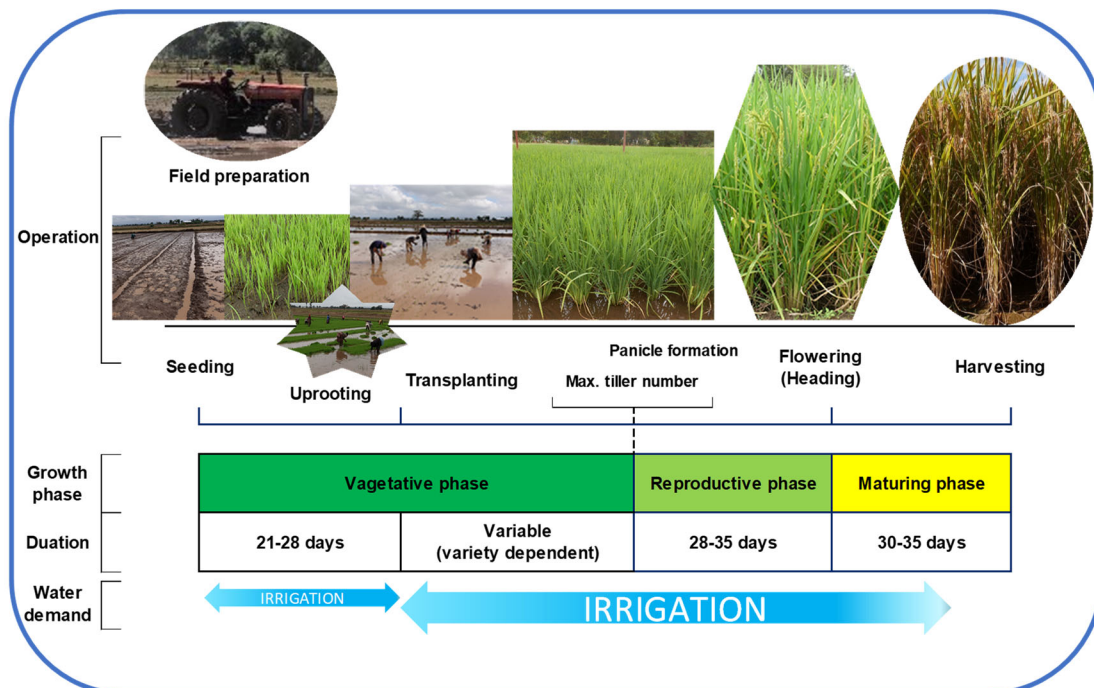 Field preparation
Operation
Seeding
Uprooting
Transplanting
Panicle formation
Max. tiller number
Flowering
(Heading)
Harvesting
Growth
phase
Vagetative phase
Reproductive phase
Maturing phase
Duation
21-28 days
Variable
(variety dependent)
28-35 days
30-35 days
Water
demand
IRRIGATION
IRRIGATION